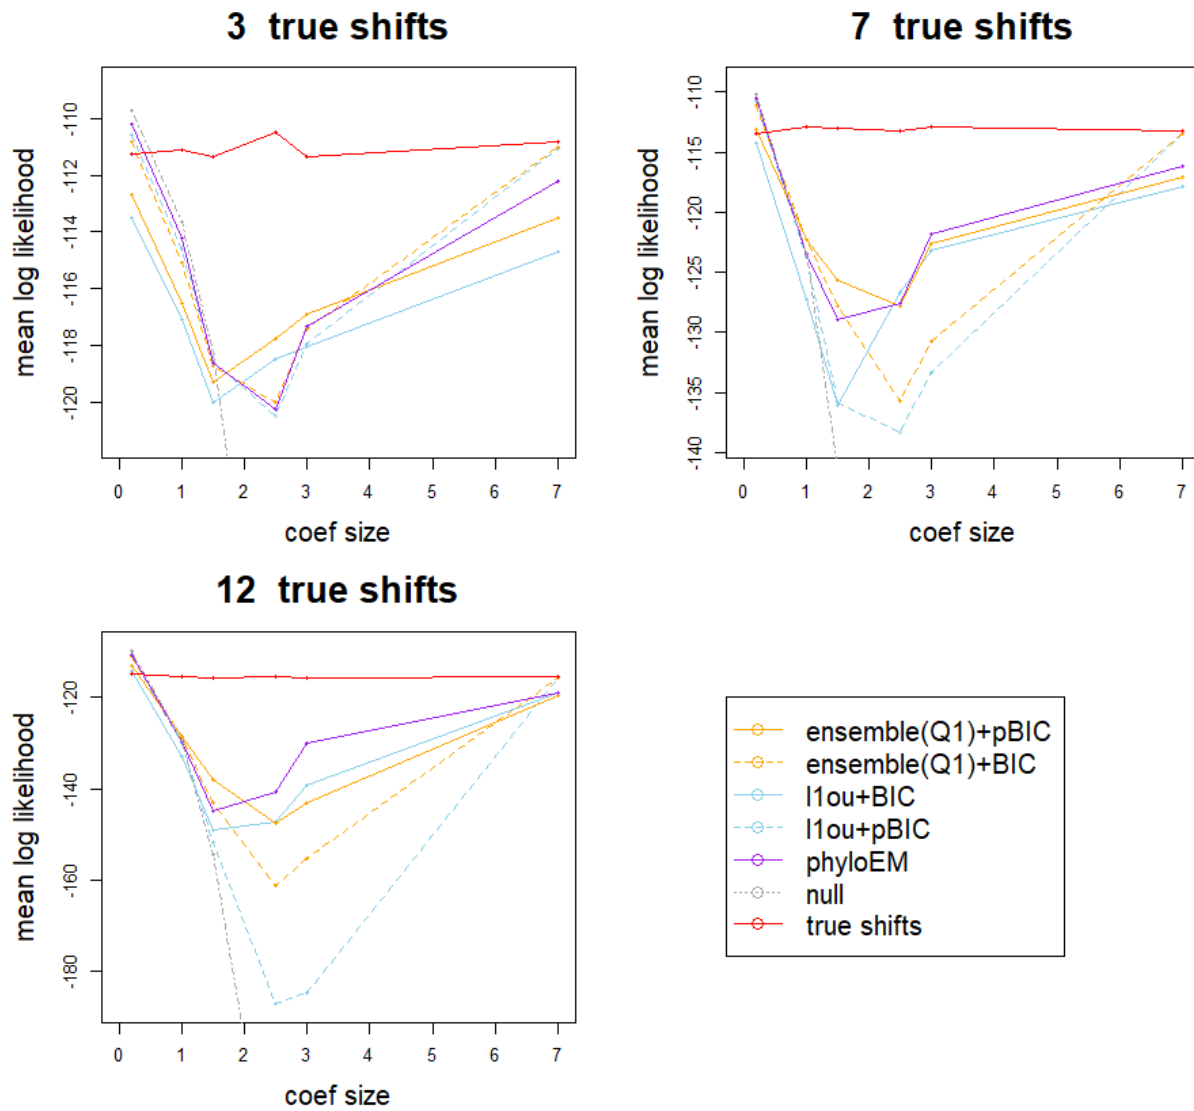 3 true shifts
mean log likelihood
-110
-112
-114
-116
-118
-120
0 1 2 3 4 5 6 7
coef size
7 true shifts
mean log likelihood
-110
-115
-120
-125
-130
-135
-140
0 1 2 3 4 5 6 7
coef size
12 true shifts
mean log likelihood
-120
-140
-160
-180
0 1 2 3 4 5 6 7
coef size
ensemble(Q1)+pBIC
ensemble(Q1)+BIC
l1ou+BIC
l1ou+pBIC
phyloEM
null
true shifts